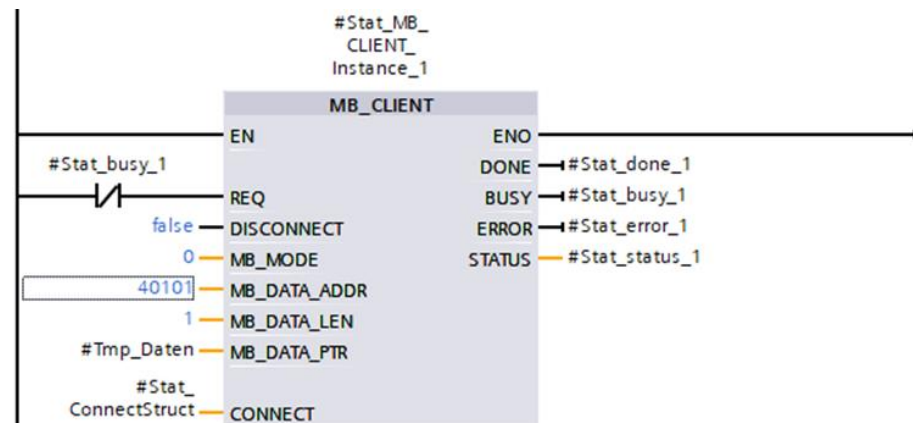 #Stat_MB_
CLIENT_
Instance_1
MB_CLIENT
EN ENO
DONE #Stat_done_1
#Stat_busy_1
REQ BUSY #Stat_busy_1
false DISCONNECT ERROR #Stat_error_1
0 MB_MODE STATUS #Stat_status_1
40101 MB_DATA_ADDR
1 MB_DATA_LEN
#Tmp_Daten MB_DATA_PTR
#Stat_
ConnectStruct CONNECT